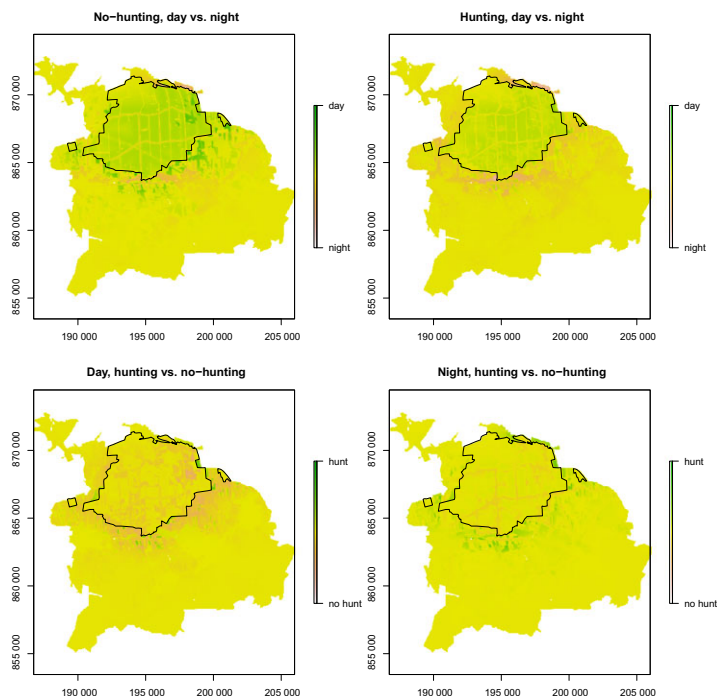 No−hunting, day vs. night
870 000
865 000
860 000
855 000
190 000
195 000
200 000
205 000
day
night
Hunting, day vs. night
870 000
865 000
860 000
855 000
190 000
195 000
200 000
205 000
day
night
Day, hunting vs. no−hunting
870 000
865 000
860 000
855 000
190 000
195 000
200 000
205 000
hunt
no hunt
Night, hunting vs. no−hunting
870 000
865 000
860 000
855 000
190 000
195 000
200 000
205 000
hunt
no hunt